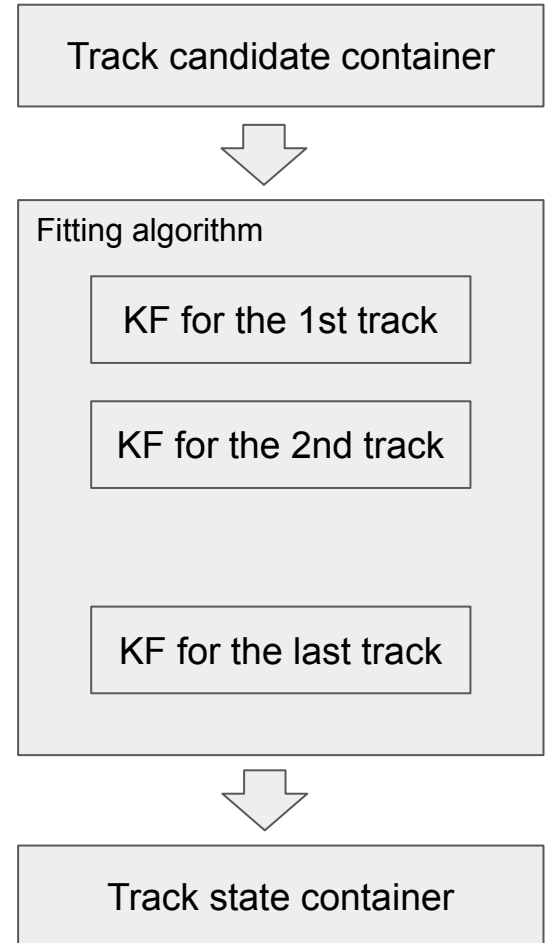 Track candidate container
Fitting algorithm
KF for the 1st track
KF for the 2nd track
KF for the last track
Track state container